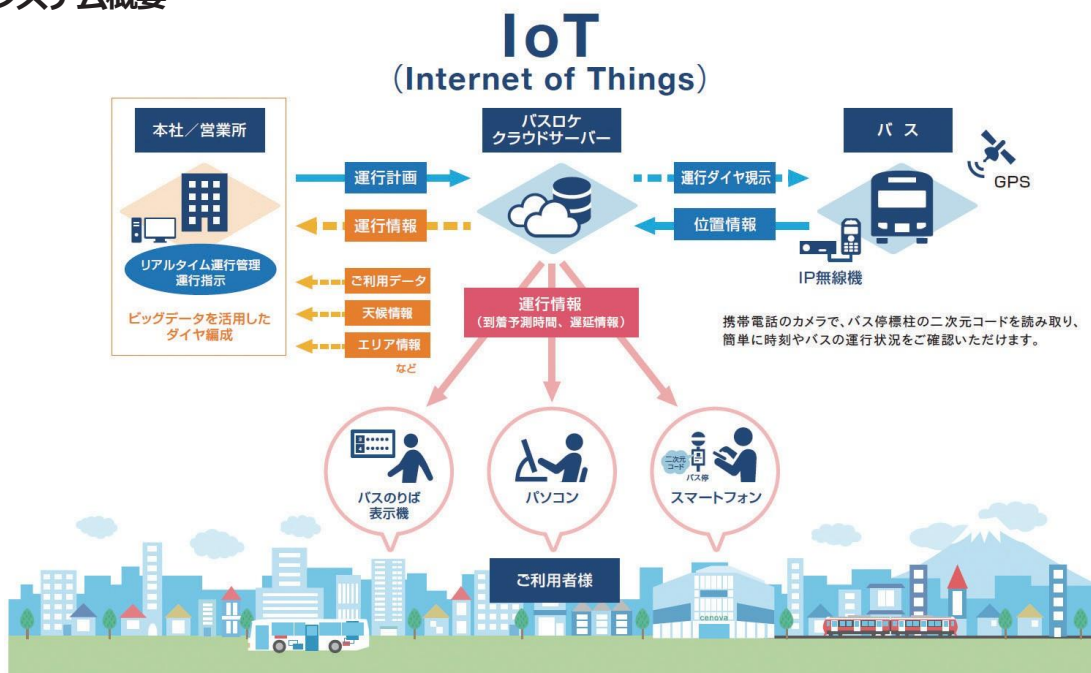 システム概要
IoT
（Internet of Things）
本社／営業所
バスロケ
クラウドサーバー
バス
運行計画
運行ダイヤ現示
GPS
運行情報
位置情報
IP無線機
リアルタイム運行管理
運行指示
ビッグデータを活用した
ダイヤ編成
ご利用データ
天候情報
エリア情報
など
運行情報
（到着予測時間、遅延情報）
携帯電話のカメラで、バス停標柱の二次元コードを読み取り、
簡単に時刻やバスの運行状況をご確認いただけます。
バスのりば
表示機
パソコン
二次元
コード
バス停
スマートフォン
ご利用者様
cenova